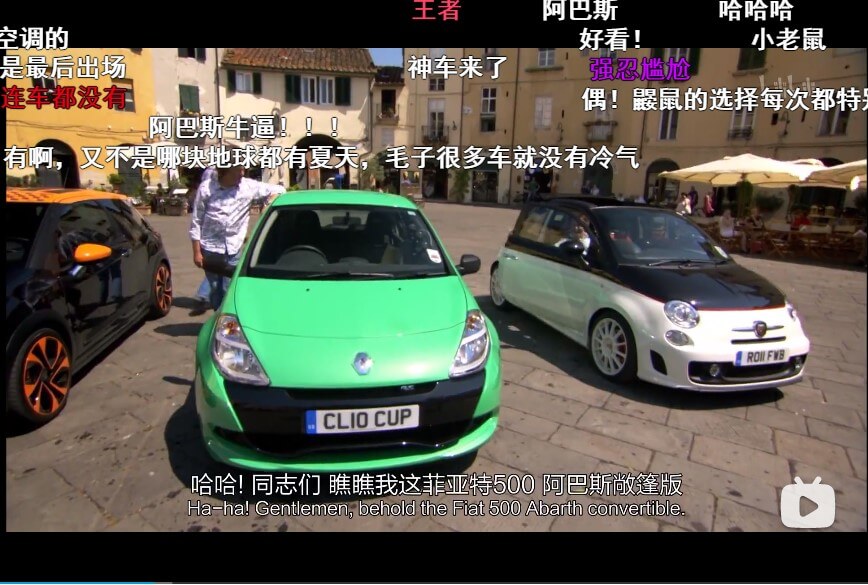 王者
阿巴斯
哈哈哈
空调的
好看！
小老鼠
是最后出场
神车来了
强忍尴尬
连车都没有
偶！鼹鼠的选择每次都特
阿巴斯牛逼！！！
有啊，又不是哪块地球都有夏天，毛子很多车就没有冷气
CL10 CUP
RO11 FWB
哈哈! 同志们 瞧瞧我这菲亚特500 阿巴斯敞篷版
Ha-ha! Gentlemen, behold the Fiat 500 Abarth convertible.